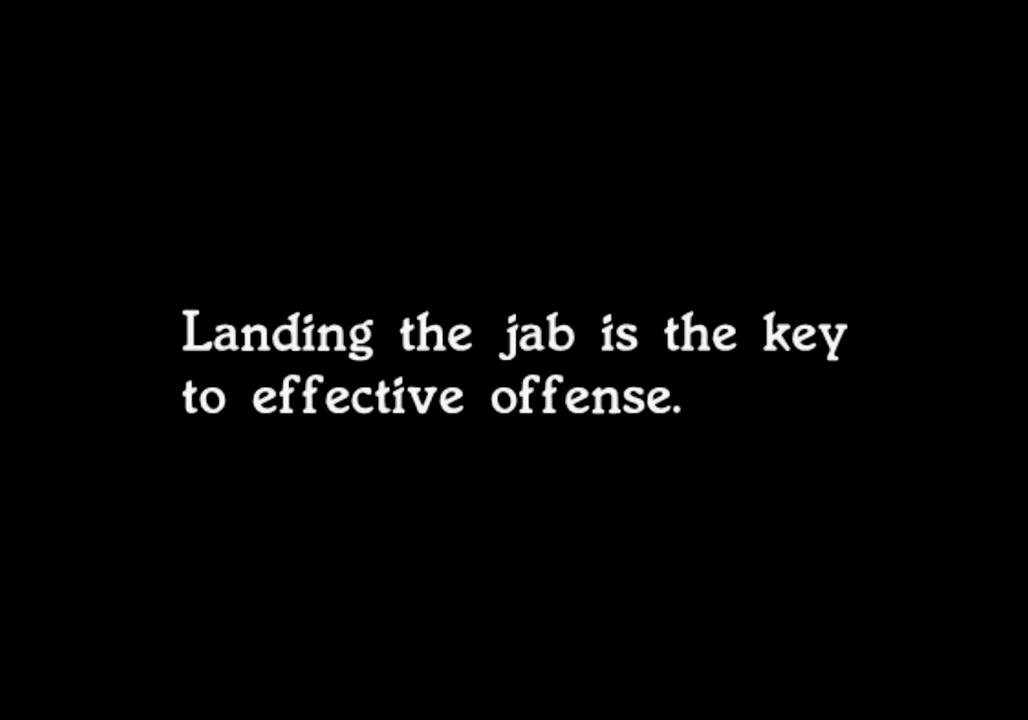 Landing the jab is the key
to effective offense.